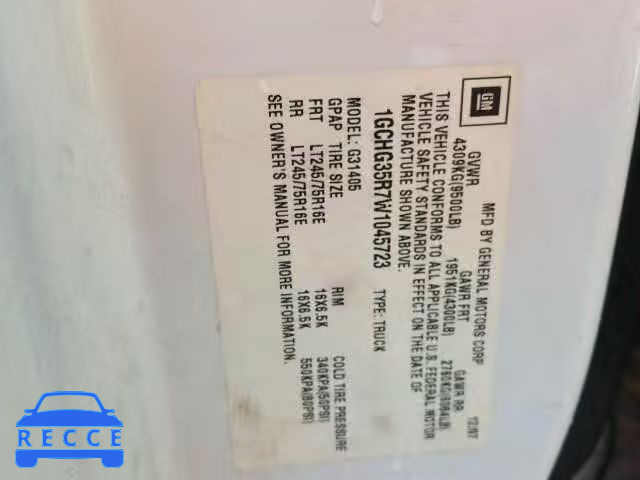 GM
MFD BY GENERAL MOTORS CORP 12/97
GVWR GAWR FRT GAWR RR
4309KG(9500LB) 1951KG(4300LB) 2760KG(6084LB)
THIS VEHICLE CONFORMS TO ALL APPLICABLE U.S. FEDERAL MOTOR
VEHICLE SAFETY STANDARDS IN EFFECT ON THE DATE OF
MANUFACTURE SHOWN ABOVE.
1GCHG35R7W1045723 TYPE: TRUCK
MODEL: G31405
GPAP TIRE SIZE RIM COLD TIRE PRESSURE
FRT LT245/75R16E 16X6.5K 340KPA(50PSI)
RR LT245/75R16E 16X6.5K 550KPA(80PSI)
SEE OWNER'S MANUAL FOR MORE INFORMATION.
RECCE